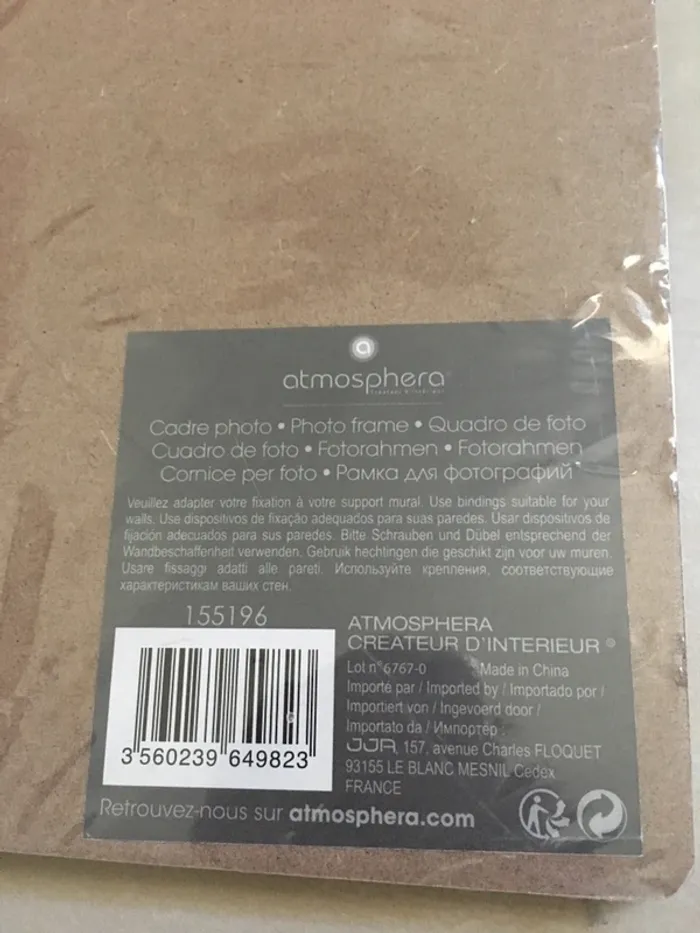 a
atmosphera
Créateur d'intérieur
Cadre photo • Photo frame • Quadro de foto
Cuadro de foto • Fotorahmen • Fotorahmen
Cornice per foto • Рамка для фотографий
Veuillez adapter votre fixation à votre support mural. Use bindings suitable for your
walls. Use dispositivos de fixação adequados para suas paredes. Usar dispositivos de
fijación adecuados para sus paredes. Bitte Schrauben und Dübel entsprechend der
Wandbeschaffenheit verwenden. Gebruik hechtingen die geschikt zijn voor uw muren.
Usare fissaggi adatti alle pareti. Используйте крепления, соответствующие
характеристикам ваших стен.
155196
3 560239 649823
ATMOSPHERA
CREATEUR D'INTERIEUR ®
Lot n° 6767-0 Made in China
Importé par / Imported by / Importado por /
Importiert von / Ingevoerd door /
Importato da / Импортер :
JJA, 157, avenue Charles FLOQUET
93155 LE BLANC MESNIL Cedex
FRANCE
Retrouvez-nous sur atmosphera.com